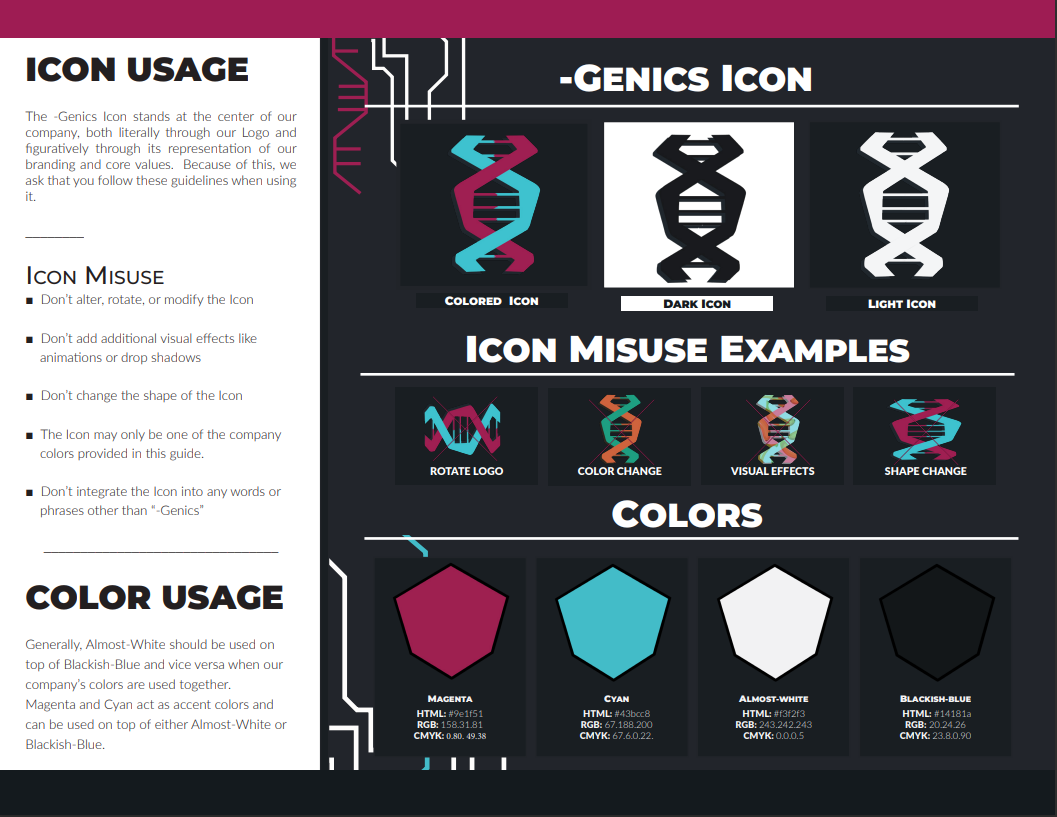 ICON USAGE
The -Genics Icon stands at the center of our
company, both literally through our Logo and
figuratively through its representation of our
branding and core values.  Because of this, we
ask that you follow these guidelines when using
it.
Icon Misuse
■ Don't alter, rotate, or modify the Icon
■ Don't add additional visual effects like
animations or drop shadows
■ Don't change the shape of the Icon
■ The Icon may only be one of the company
colors provided in this guide.
■ Don't integrate the Icon into any words or
phrases other than “-Genics”
COLOR USAGE
Generally, Almost-White should be used on
top of Blackish-Blue and vice versa when our
company's colors are used together.
Magenta and Cyan act as accent colors and
can be used on top of either Almost-White or
Blackish-Blue.
-Genics Icon
Colored Icon
Dark Icon
Light Icon
Icon Misuse Examples
ROTATE LOGO
COLOR CHANGE
VISUAL EFFECTS
SHAPE CHANGE
Colors
Magenta
HTML: #9e1f51
RGB: 158.31.81
CMYK: 0.80. 49.38
Cyan
HTML: #43bcc8
RGB: 67.188.200
CMYK: 67.6.0.22.
Almost-white
HTML: #f3f2f3
RGB: 243.242.243
CMYK: 0.0.0.5
Blackish-blue
HTML: #14181a
RGB: 20.24.26
CMYK: 23.8.0.90